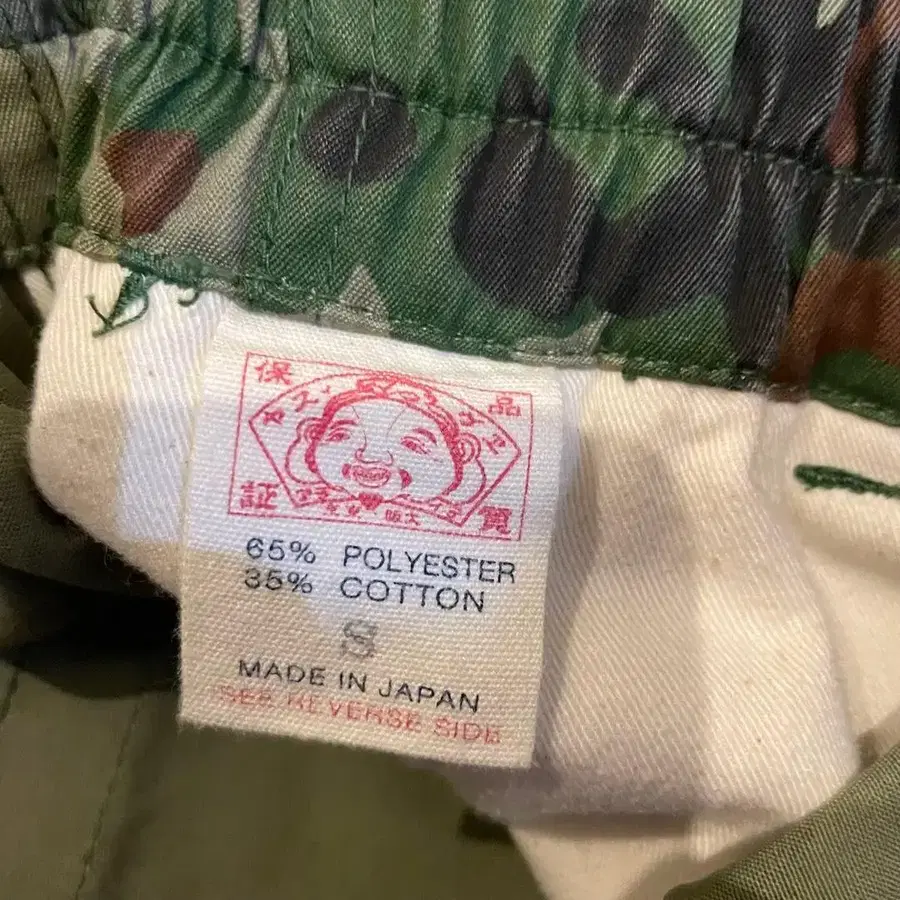 保 品
証 質
65% POLYESTER
35% COTTON
S
MADE IN JAPAN
SEE REVERSE SIDE